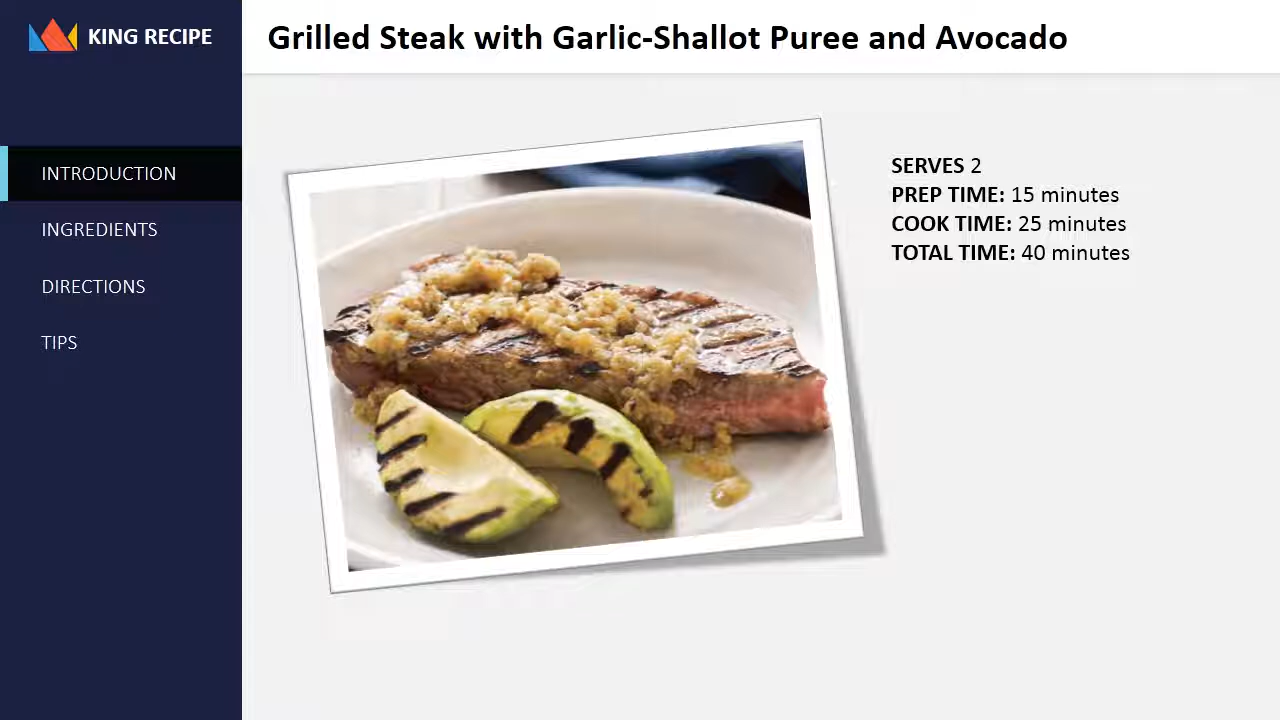 KING RECIPE
Grilled Steak with Garlic-Shallot Puree and Avocado
INTRODUCTION
INGREDIENTS
DIRECTIONS
TIPS
SERVES 2
PREP TIME: 15 minutes
COOK TIME: 25 minutes
TOTAL TIME: 40 minutes